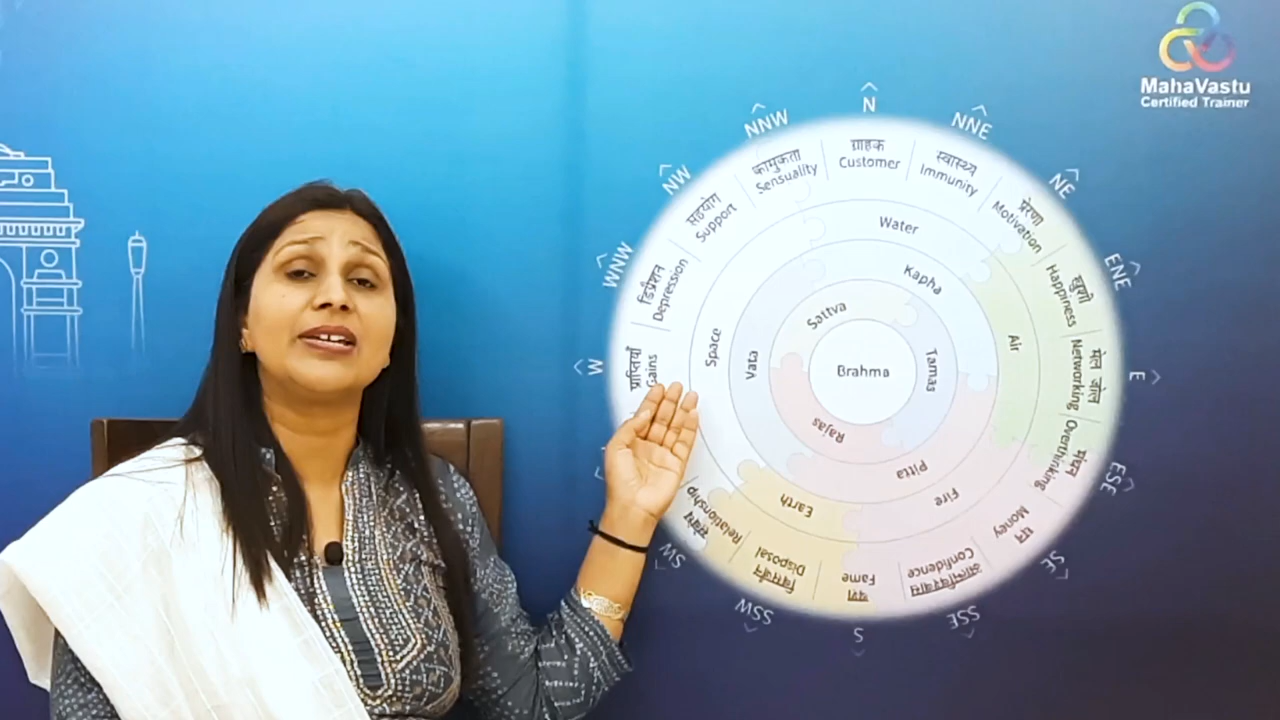 MahaVastu
Certified Trainer
N
NNE
NE
ENE
E
ESE
SE
SSE
S
SSW
SW
W
WNW
NW
NNW
ग्राहक
Customer
स्वास्थ्य
Immunity
प्रेरणा
Motivation
खुशी
Happiness
मेल जोल
Networking
मंथन
Overthinking
धन
Money
आत्मविश्वास
Confidence
यश
Fame
विसर्जन
Disposal
संबंध
Relationship
प्राप्तियाँ
Gains
डिप्रैशन
Depression
सहयोग
Support
कामुकता
Sensuality
Water
Air
Fire
Earth
Space
Kapha
Pitta
Vata
Sattva
Tamas
Rajas
Brahma